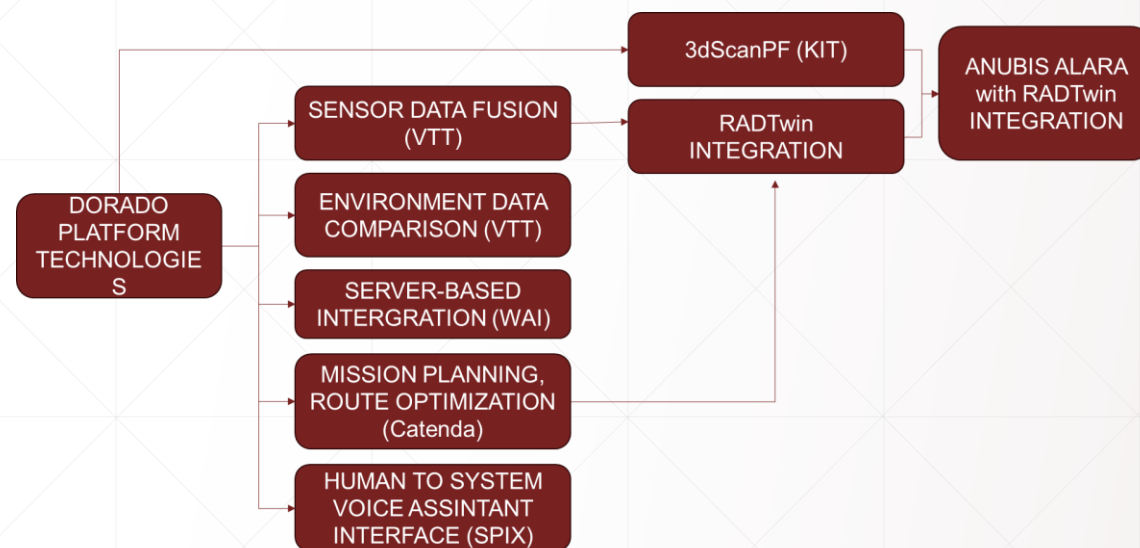 3dScanPF (KIT)
ANUBIS ALARA
with RADTwin
INTEGRATION
SENSOR DATA FUSION
(VTT)
RADTwin
INTEGRATION
DORADO
PLATFORM
TECHNOLOGIE
S
ENVIRONMENT DATA
COMPARISON (VTT)
SERVER-BASED
INTERGRATION (WAI)
MISSION PLANNING,
ROUTE OPTIMIZATION
(Catenda)
HUMAN TO SYSTEM
VOICE ASSINTANT
INTERFACE (SPIX)